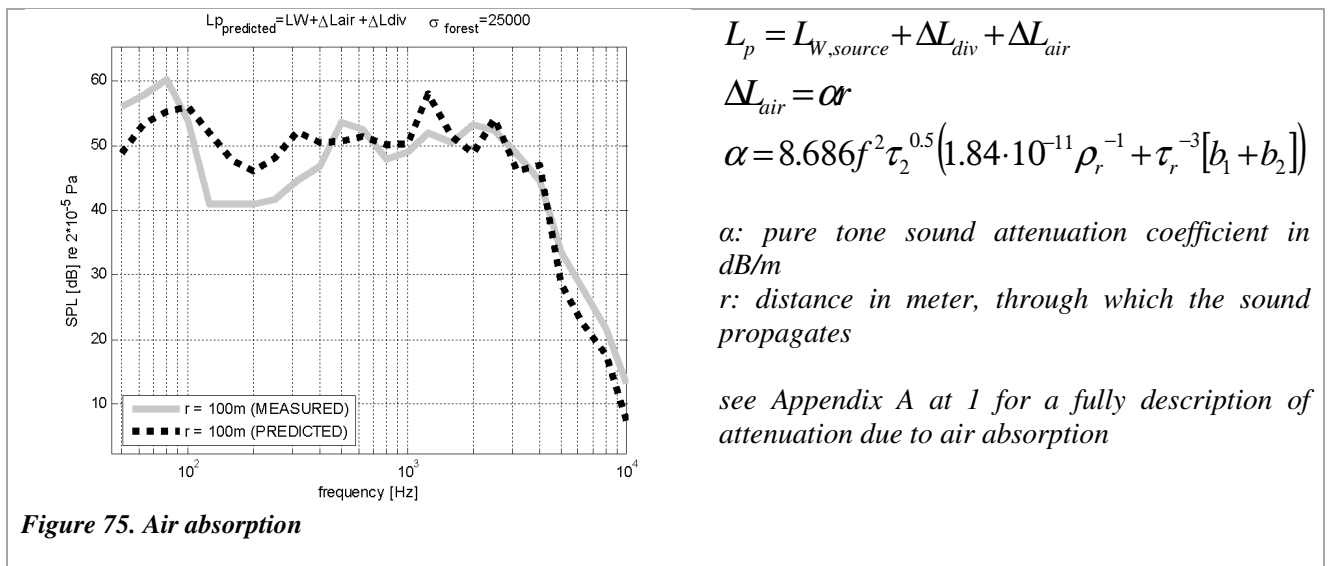 Lp_predicted=LW+ΔLair +ΔLdiv σ_forest=25000
60
50
40
30
20
10
SPL [dB] re 2*10^-5 Pa
r = 100m (MEASURED)
r = 100m (PREDICTED)
10^2
10^3
10^4
frequency [Hz]
Figure 75. Air absorption
L_p = L_W,source + ΔL_div + ΔL_air
ΔL_air = αr
α = 8.686f^2 τ_2^0.5 (1.84·10^-11 ρ_r^-1 + τ_r^-3 [b_1 + b_2])
α: pure tone sound attenuation coefficient in
dB/m
r: distance in meter, through which the sound
propagates
see Appendix A at 1 for a fully description of
attenuation due to air absorption